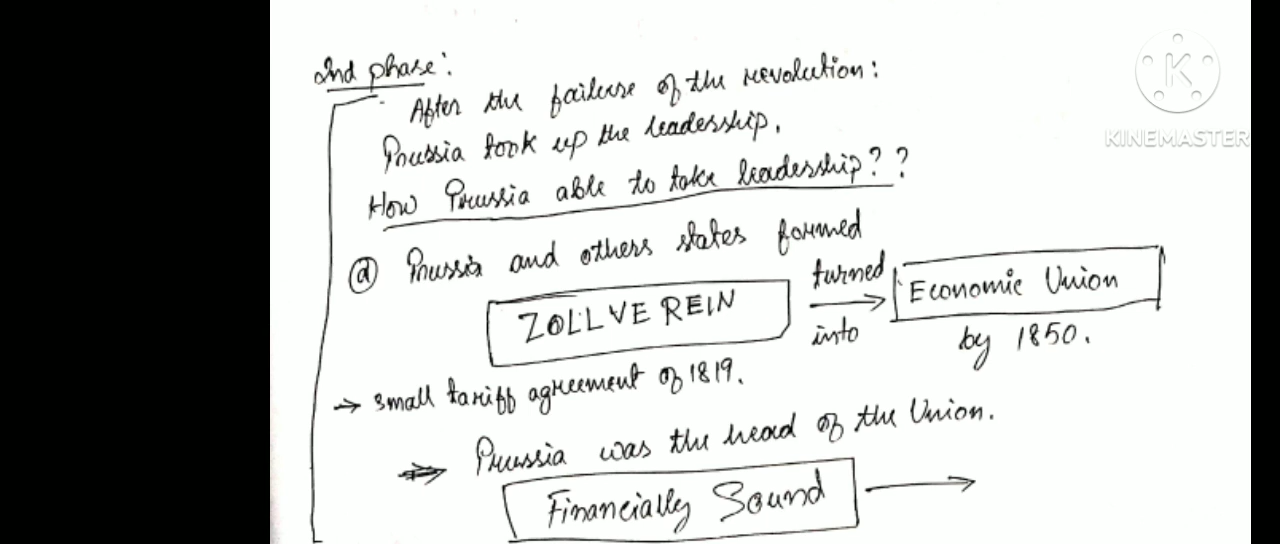 2nd phase:
After the failure of the revolution:
Prussia took up the leadership.
How Prussia able to take leadership??
ⓐ Prussia and others states formed
ZOLLVEREIN turned into Economic Union
by 1850.
→ small tariff agreement of 1819.
⇒ Prussia was the head of the Union.
Financially Sound →
K
KINEMASTER